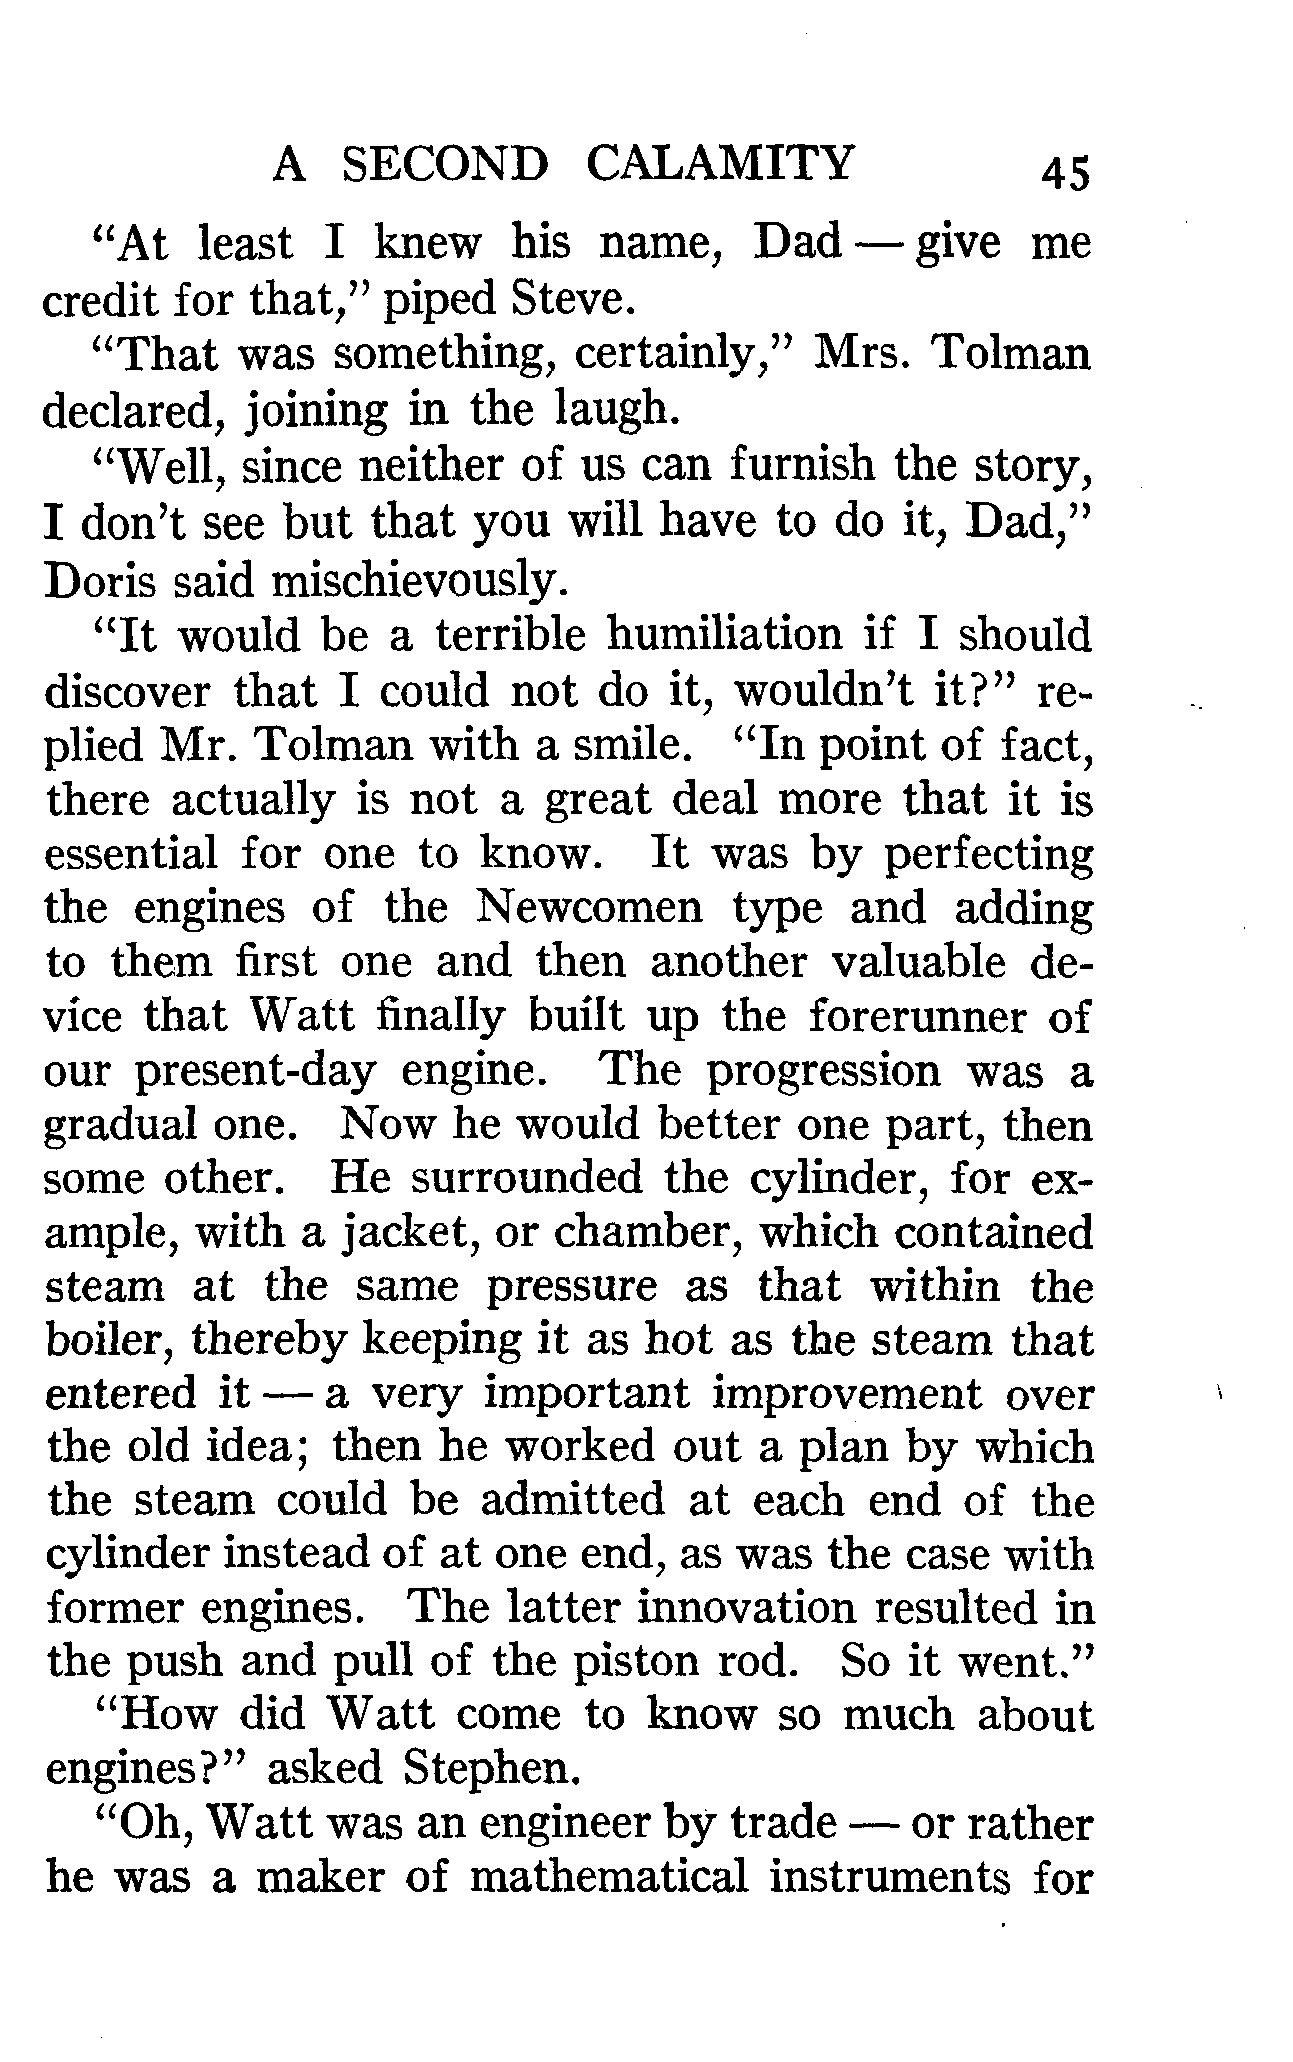 A SECOND CALAMITY 45
“At least I knew his name, Dad — give me
credit for that,” piped Steve.
“That was something, certainly,” Mrs. Tolman
declared, joining in the laugh.
“Well, since neither of us can furnish the story,
I don’t see but that you will have to do it, Dad,”
Doris said mischievously.
“It would be a terrible humiliation if I should
discover that I could not do it, wouldn’t it?” re-
plied Mr. Tolman with a smile. “In point of fact,
there actually is not a great deal more that it is
essential for one to know. It was by perfecting
the engines of the Newcomen type and adding
to them first one and then another valuable de-
vice that Watt finally built up the forerunner of
our present-day engine. The progression was a
gradual one. Now he would better one part, then
some other. He surrounded the cylinder, for ex-
ample, with a jacket, or chamber, which contained
steam at the same pressure as that within the
boiler, thereby keeping it as hot as the steam that
entered it — a very important improvement over
the old idea; then he worked out a plan by which
the steam could be admitted at each end of the
cylinder instead of at one end, as was the case with
former engines. The latter innovation resulted in
the push and pull of the piston rod. So it went.”
“How did Watt come to know so much about
engines?” asked Stephen.
“Oh, Watt was an engineer by trade — or rather
he was a maker of mathematical instruments for